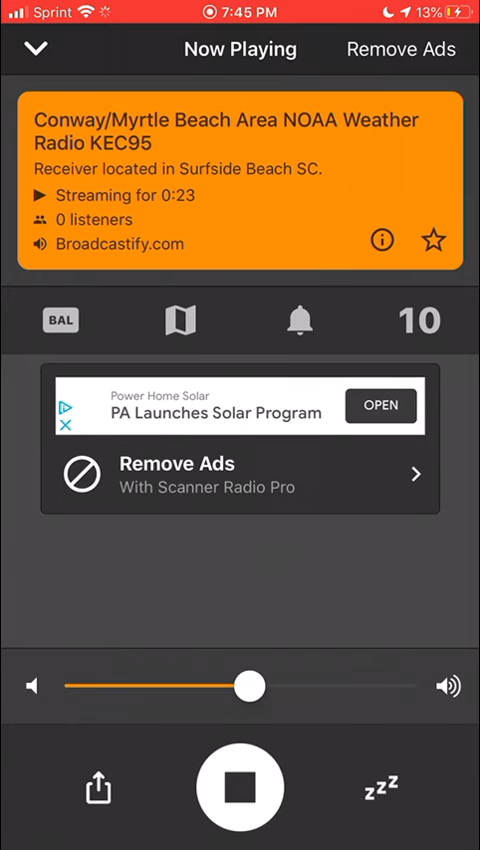 Sprint 7:45 PM 13%
Now Playing Remove Ads
Conway/Myrtle Beach Area NOAA Weather
Radio KEC95
Receiver located in Surfside Beach SC.
Streaming for 0:23
0 listeners
Broadcastify.com
BAL 10
Power Home Solar
PA Launches Solar Program OPEN
Remove Ads
With Scanner Radio Pro
zzz